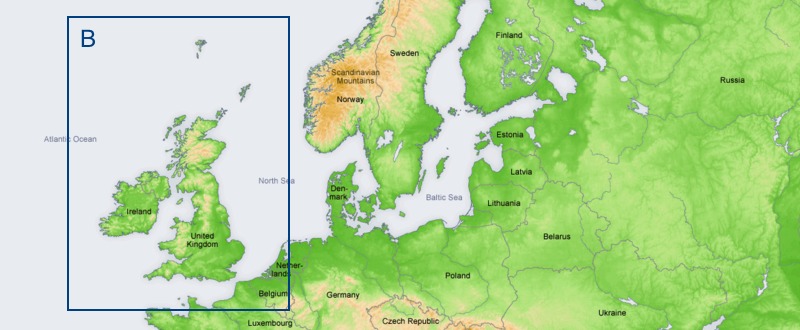 B
Finland
Sweden
Scandinavian
Mountains
Norway
Russia
Atlantic Ocean
Estonia
Latvia
North Sea
Den-
mark
Baltic Sea
Lithuania
Ireland
United
Kingdom
Belarus
Nether-
lands
Poland
Belgium
Germany
Ukraine
Luxembourg
Czech Republic